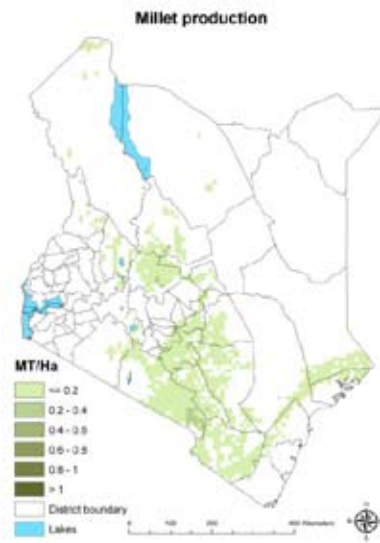 Millet production
MT/Ha
<= 0.2
0.2 - 0.4
0.4 - 0.6
0.6 - 0.8
0.8 - 1
> 1
District boundary
Lakes
0
100
200
400 Kilometers